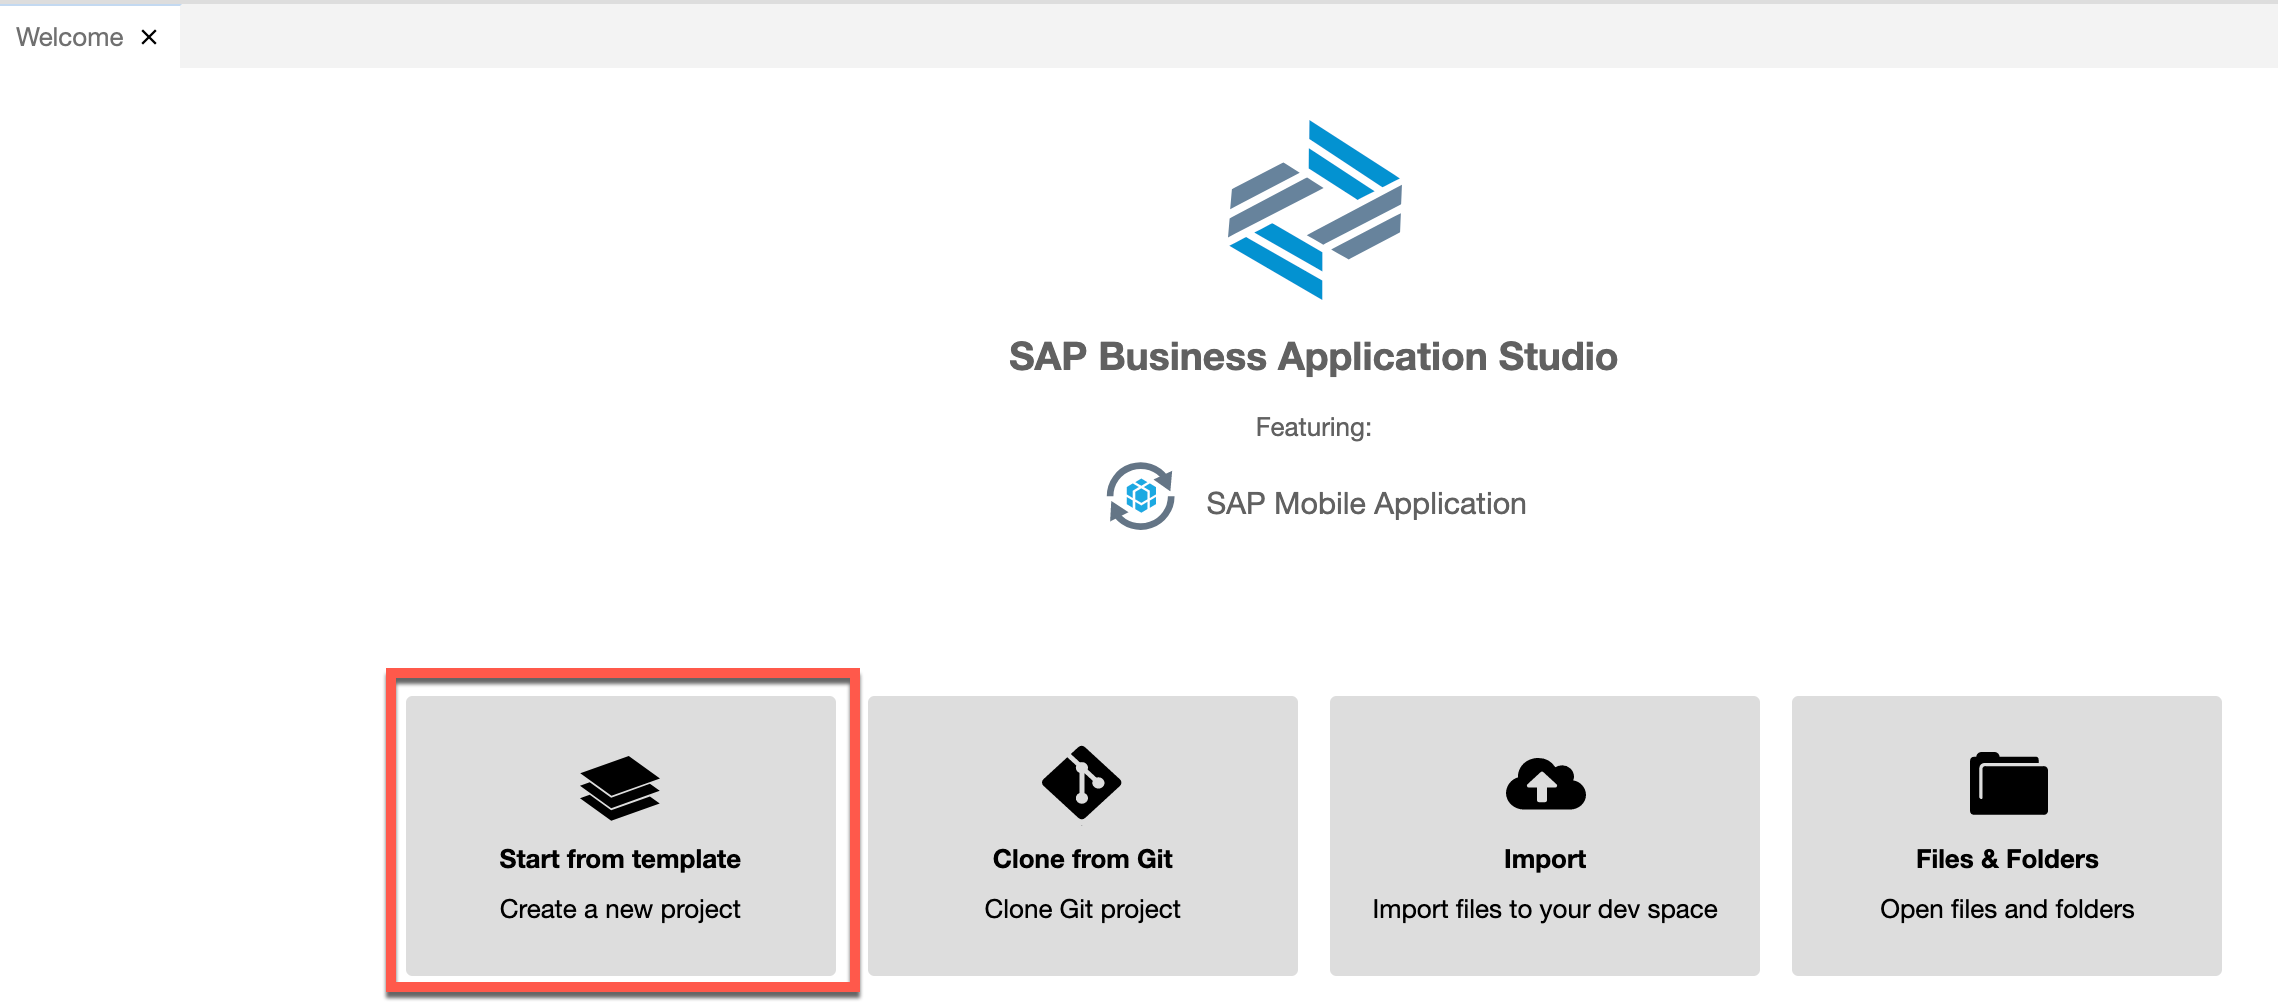 Welcome
SAP Business Application Studio
Featuring:
SAP Mobile Application
Start from template
Create a new project
Clone from Git
Clone Git project
Import
Import files to your dev space
Files & Folders
Open files and folders